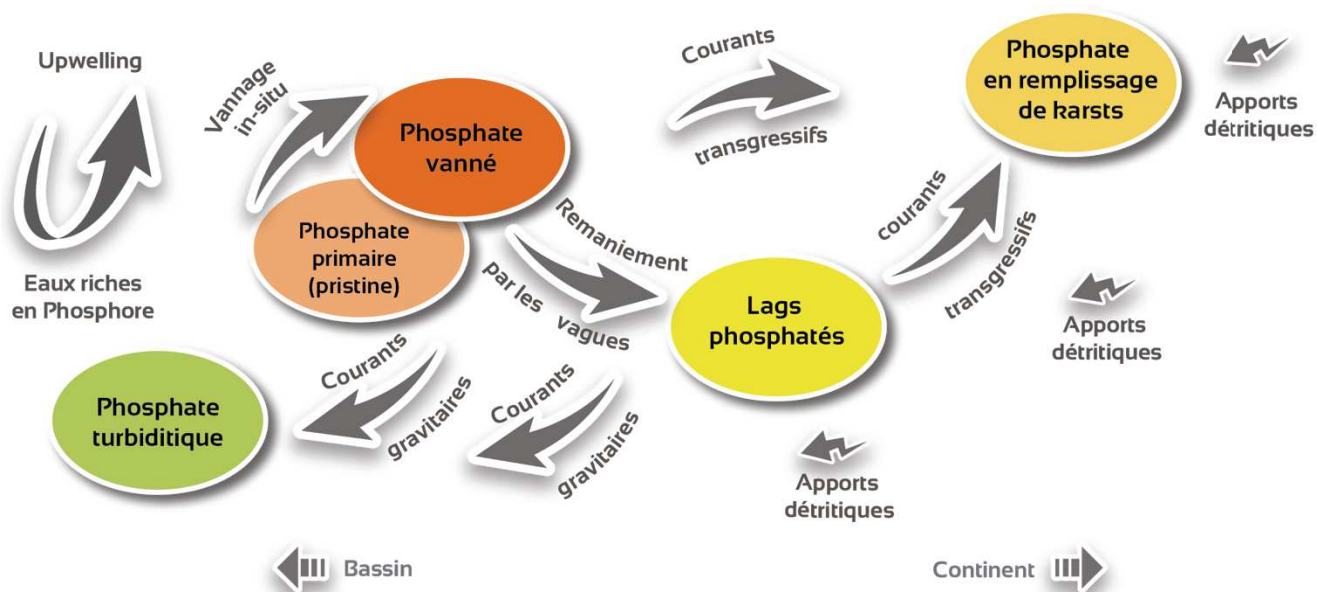 Upwelling
Eaux riches
en Phosphore
Vannage
in-situ
Phosphate
vanné
Phosphate
primaire
(pristine)
Remaniement
par les vagues
Courants
transgressifs
Phosphate
en remplissage
de karsts
Apports
détritiques
courants
transgressifs
Lags
phosphatés
Apports
détritiques
Courants
gravitaires
Courants
gravitaires
Phosphate
turbiditique
Apports
détritiques
Bassin
Continent